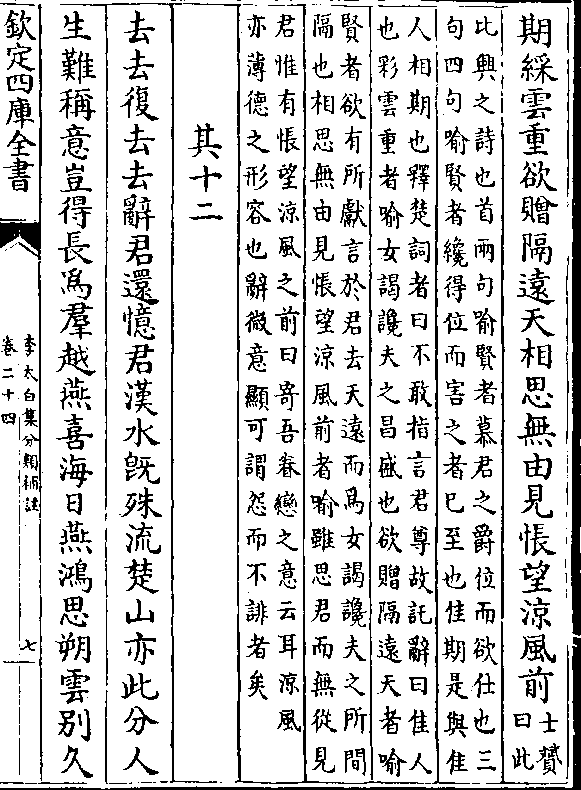 期綵雲重欲贈隔遠天相思無由見悵望涼風前士贇
曰此
比興之詩也首兩句喻賢者慕君之爵位而欲仕也三
句四句喻賢者纔得位而害之者已至也佳期是與佳
人相期也釋楚詞者曰不敢指言君尊故託辭曰佳人
也彩雲重者喻女謁讒夫之昌盛也欲贈隔遠天者喻
賢者欲有所獻言於君去天遠而為女謁讒夫之所間
隔也相思無由見悵望涼風前者喻雖思君而無從見
君惟有悵望涼風之前曰寄吾眷戀之意云耳涼風
亦薄德之形容也辭微意顯可謂怨而不誹者矣
其十二
去去復去去辭君還憶君漢水旣殊流楚山亦此分人
生難稱意豈得長為羣越燕喜海日燕鴻思朔雲別久
欽定四庫全書
李太白集分類補註
卷二十四
七